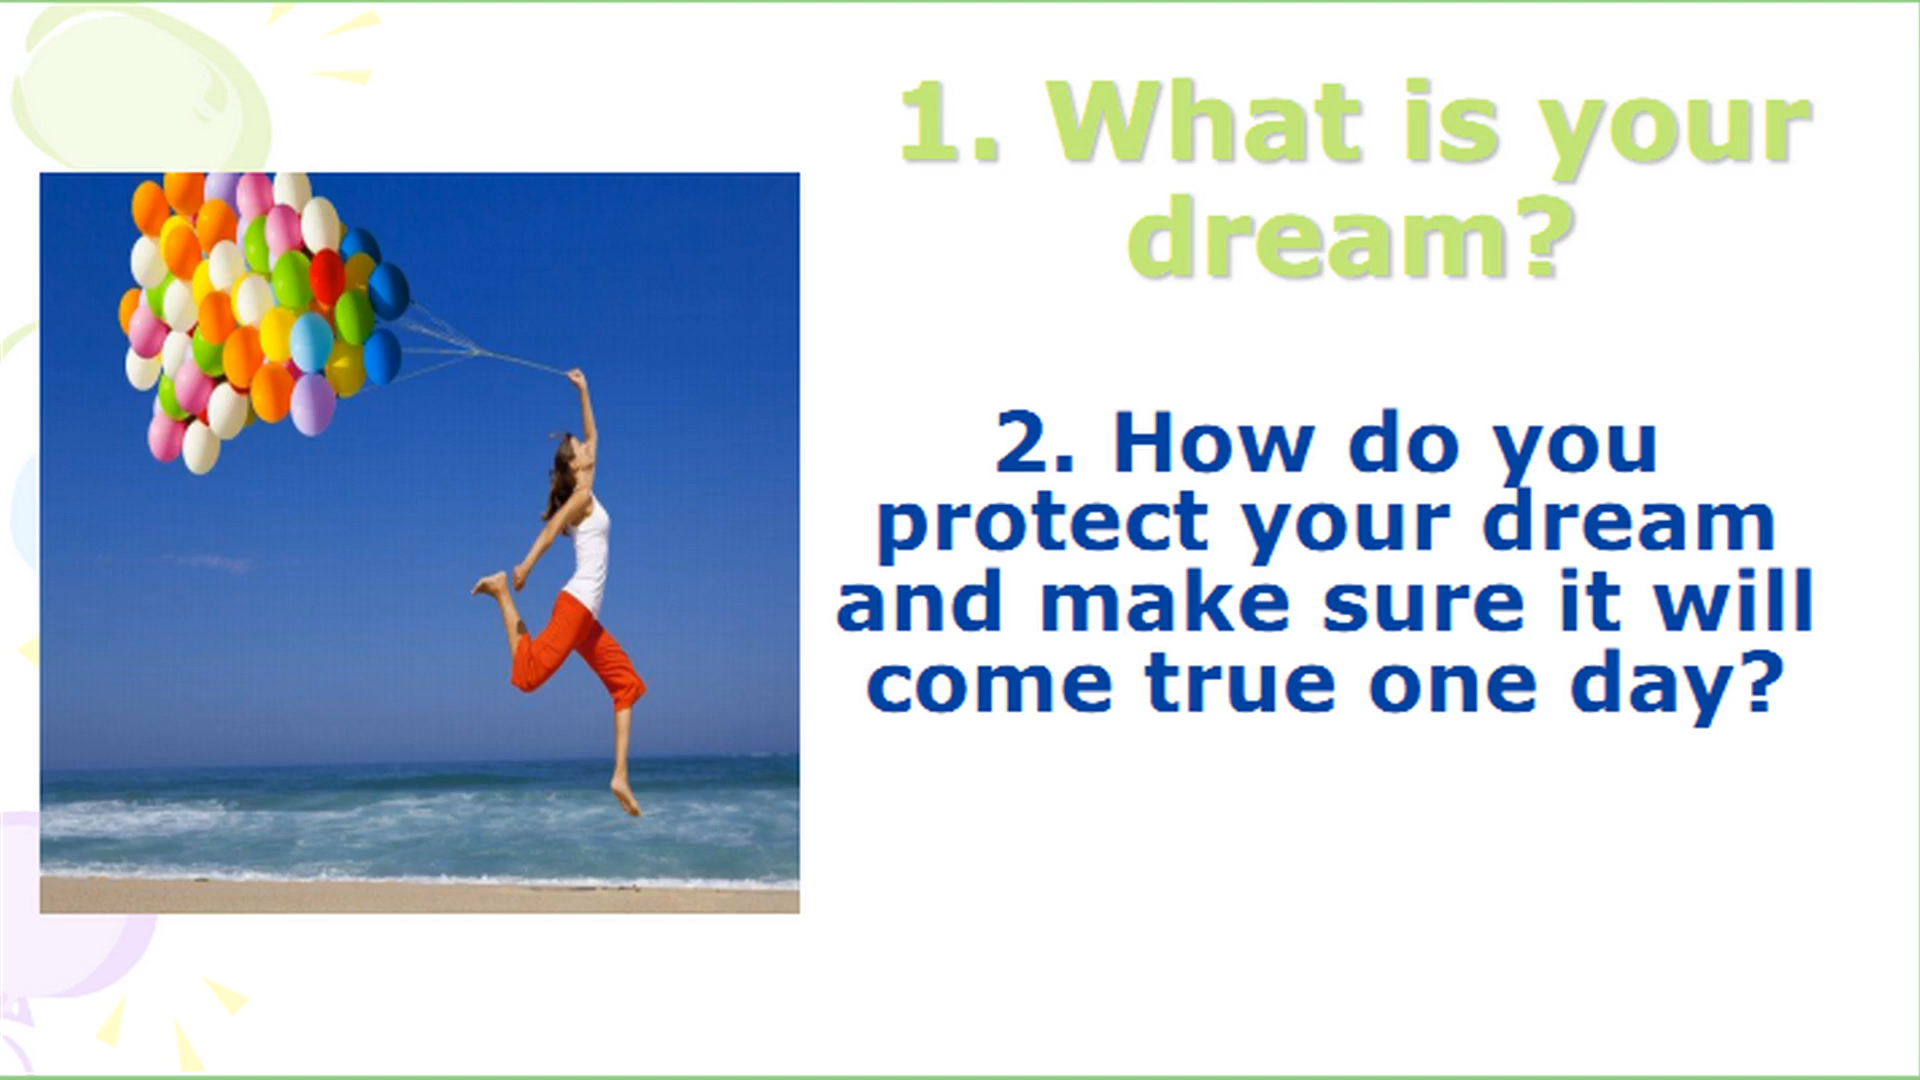 1. What is your
dream?
2. How do you
protect your dream
and make sure it will
come true one day?